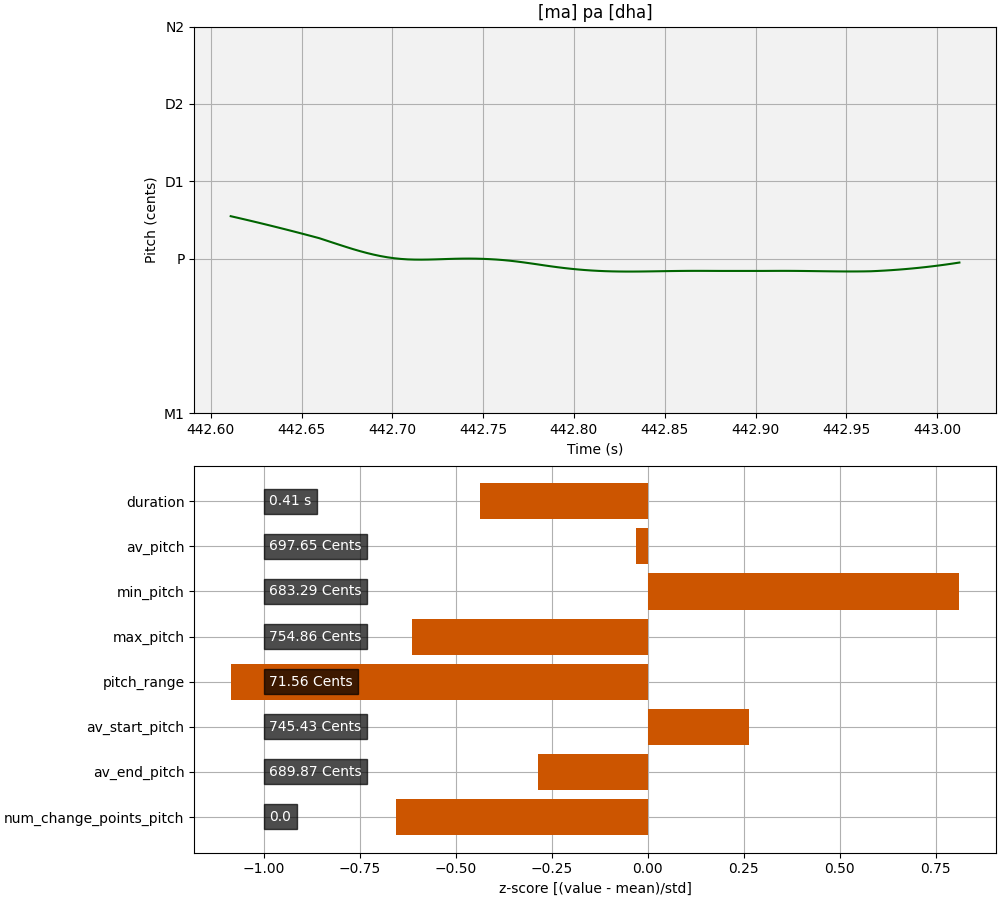 [ma] pa [dha]
N2
D2
D1
P
M1
Pitch (cents)
442.60 442.65 442.70 442.75 442.80 442.85 442.90 442.95 443.00
Time (s)
duration 0.41 s
av_pitch 697.65 Cents
min_pitch 683.29 Cents
max_pitch 754.86 Cents
pitch_range 71.56 Cents
av_start_pitch 745.43 Cents
av_end_pitch 689.87 Cents
num_change_points_pitch 0.0
−1.00 −0.75 −0.50 −0.25 0.00 0.25 0.50 0.75
z-score [(value - mean)/std]